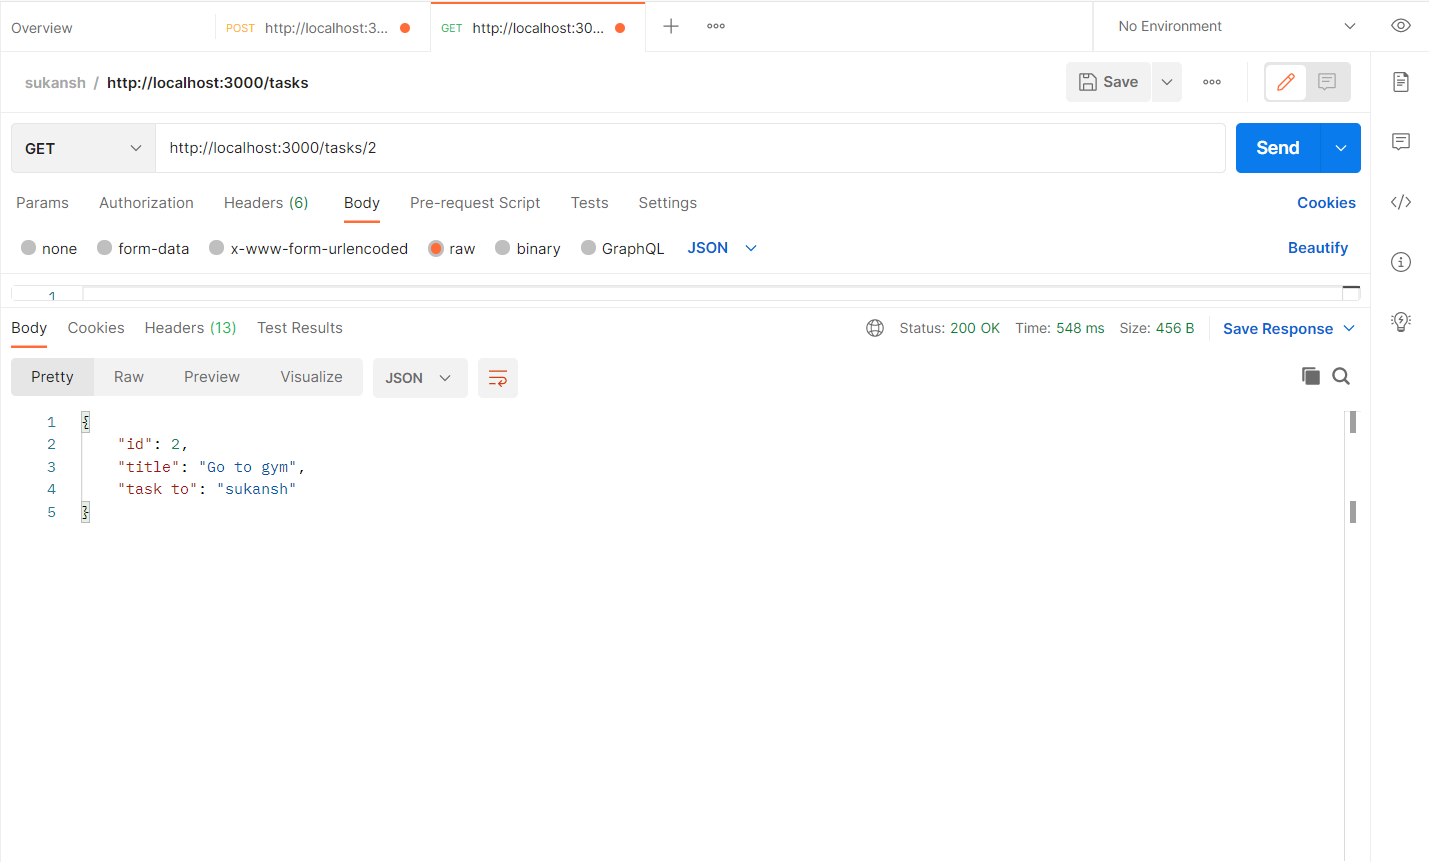 Overview POST http://localhost:3... GET http://localhost:30... No Environment
sukansh / http://localhost:3000/tasks Save
GET http://localhost:3000/tasks/2 Send
Params Authorization Headers (6) Body Pre-request Script Tests Settings Cookies
none form-data x-www-form-urlencoded raw binary GraphQL JSON Beautify
1
Body Cookies Headers (13) Test Results Status: 200 OK Time: 548 ms Size: 456 B Save Response
Pretty Raw Preview Visualize JSON
1 {
2 "id": 2,
3 "title": "Go to gym",
4 "task to": "sukansh"
5 }